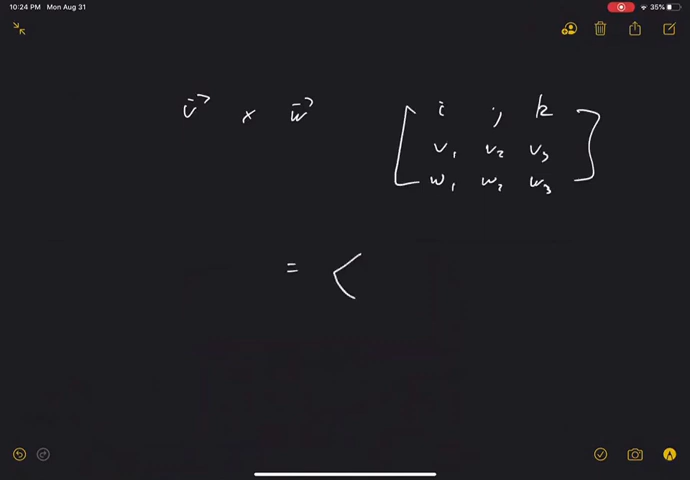 10:24 PM Mon Aug 31 35%
v⃗ × w⃗ [ i j k
v₁ v₂ v₃
w₁ w₂ w₃ ]
= ⟨